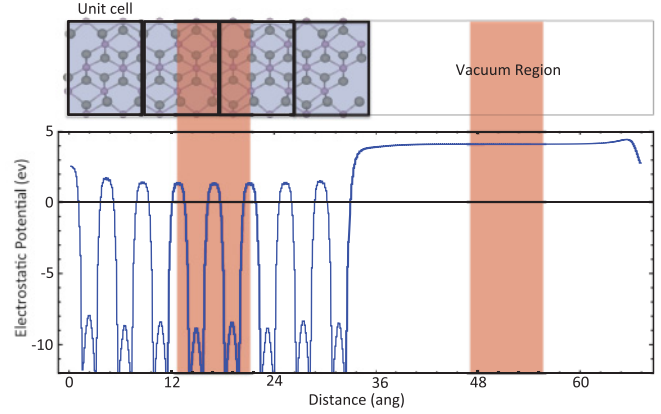 Unit cell
Vacuum Region
Electrostatic Potential (ev)
5
0
-5
-10
0 12 24 36 48 60
Distance (ang)